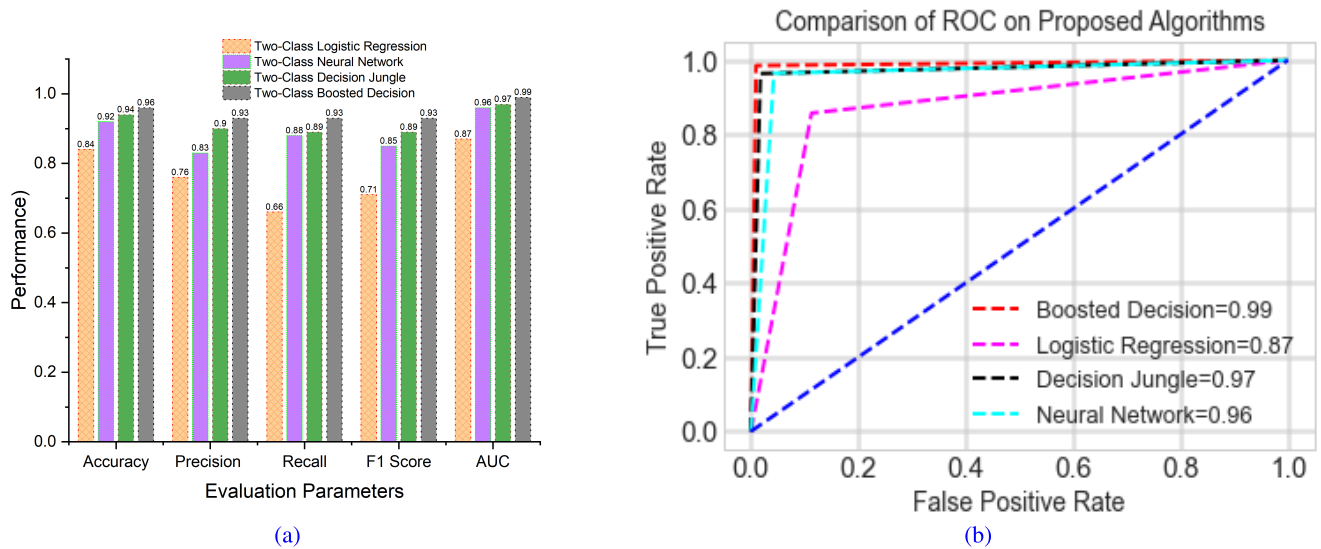 Two-Class Logistic Regression
Two-Class Neural Network
Two-Class Decision Jungle
Two-Class Boosted Decision
Performance)
1.0
0.8
0.6
0.4
0.2
0.0
0.84
0.92
0.94
0.96
0.76
0.83
0.9
0.93
0.66
0.88
0.89
0.93
0.71
0.85
0.89
0.93
0.87
0.96
0.97
0.99
Accuracy Precision Recall F1 Score AUC
Evaluation Parameters
(a)
Comparison of ROC on Proposed Algorithms
True Positive Rate
1.0
0.8
0.6
0.4
0.2
0.0
Boosted Decision=0.99
Logistic Regression=0.87
Decision Jungle=0.97
Neural Network=0.96
0.0 0.2 0.4 0.6 0.8 1.0
False Positive Rate
(b)